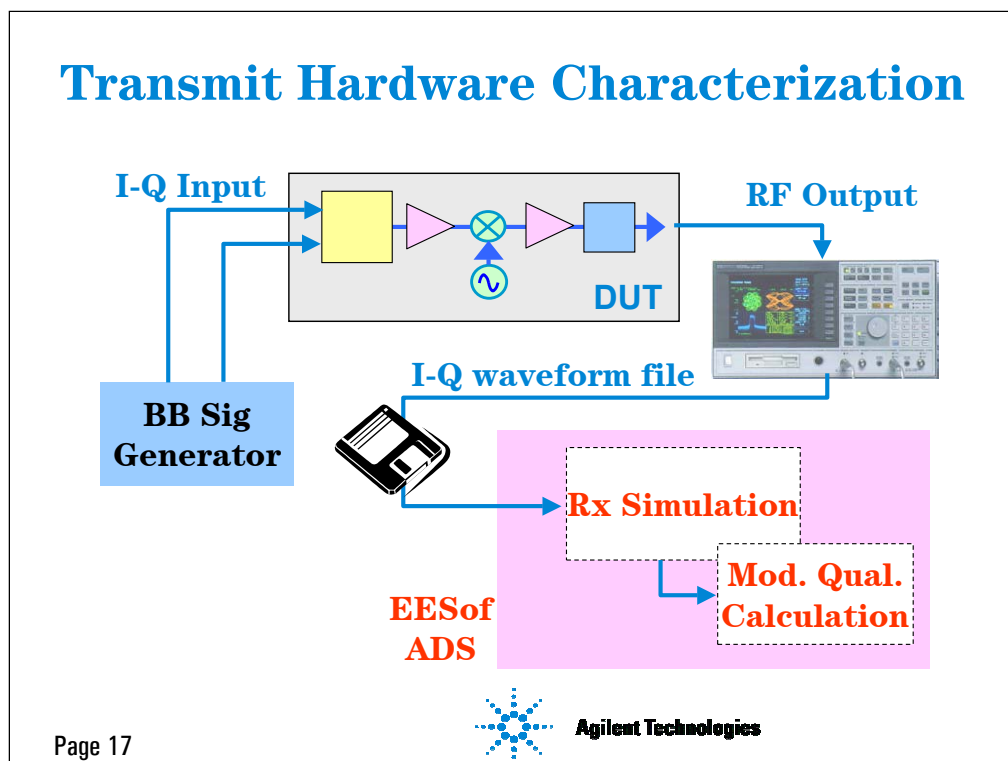 Transmit Hardware Characterization
I-Q Input
RF Output
DUT
I-Q waveform file
BB Sig
Generator
Rx Simulation
Mod. Qual.
Calculation
EESof
ADS
Agilent Technologies
Page 17